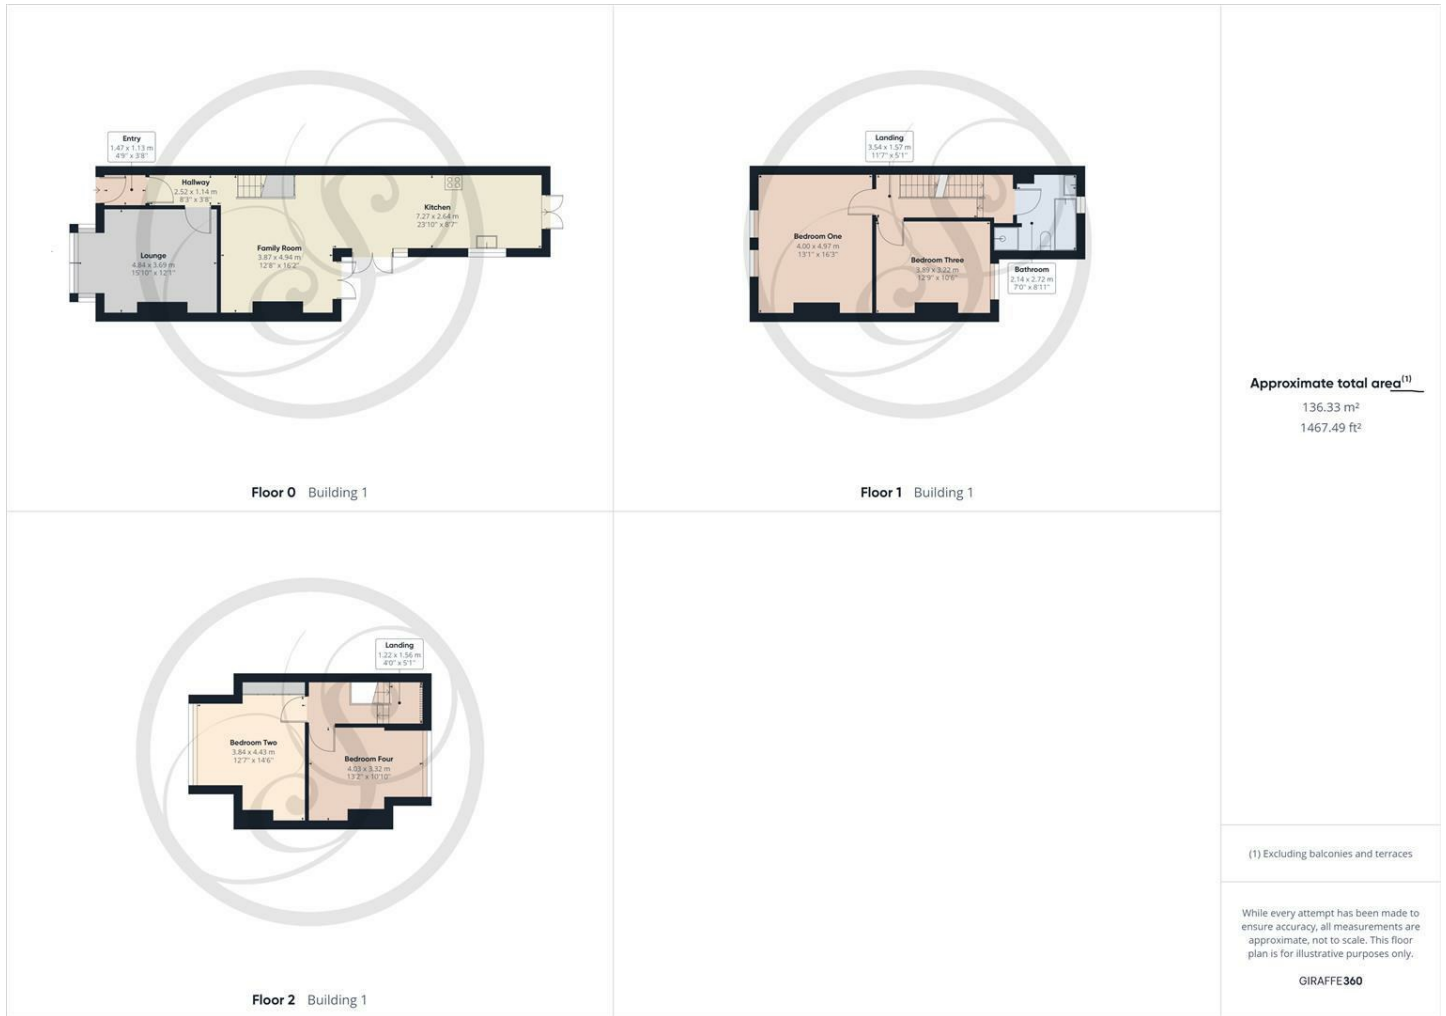 Entry
1.47 x 1.13 m
4'9" x 3'8"
Hallway
2.52 x 1.14 m
8'3" x 3'8"
Kitchen
7.27 x 2.64 m
23'10" x 8'7"
Family Room
3.87 x 4.94 m
12'8" x 16'2"
Lounge
4.84 x 3.69 m
15'10" x 12'1"
Floor 0 Building 1
Landing
3.54 x 1.57 m
11'7" x 5'1"
Bedroom One
4.00 x 4.97 m
13'1" x 16'3"
Bedroom Three
3.89 x 3.22 m
12'9" x 10'6"
Bathroom
2.14 x 2.72 m
7'0" x 8'11"
Floor 1 Building 1
Landing
1.22 x 1.56 m
4'0" x 5'1"
Bedroom Two
3.84 x 4.43 m
12'7" x 14'6"
Bedroom Four
4.03 x 3.32 m
13'2" x 10'10"
Floor 2 Building 1
Approximate total area(1)
136.33 m²
1467.49 ft²
(1) Excluding balconies and terraces
While every attempt has been made to
ensure accuracy, all measurements are
approximate, not to scale. This floor
plan is for illustrative purposes only.
GIRAFFE360